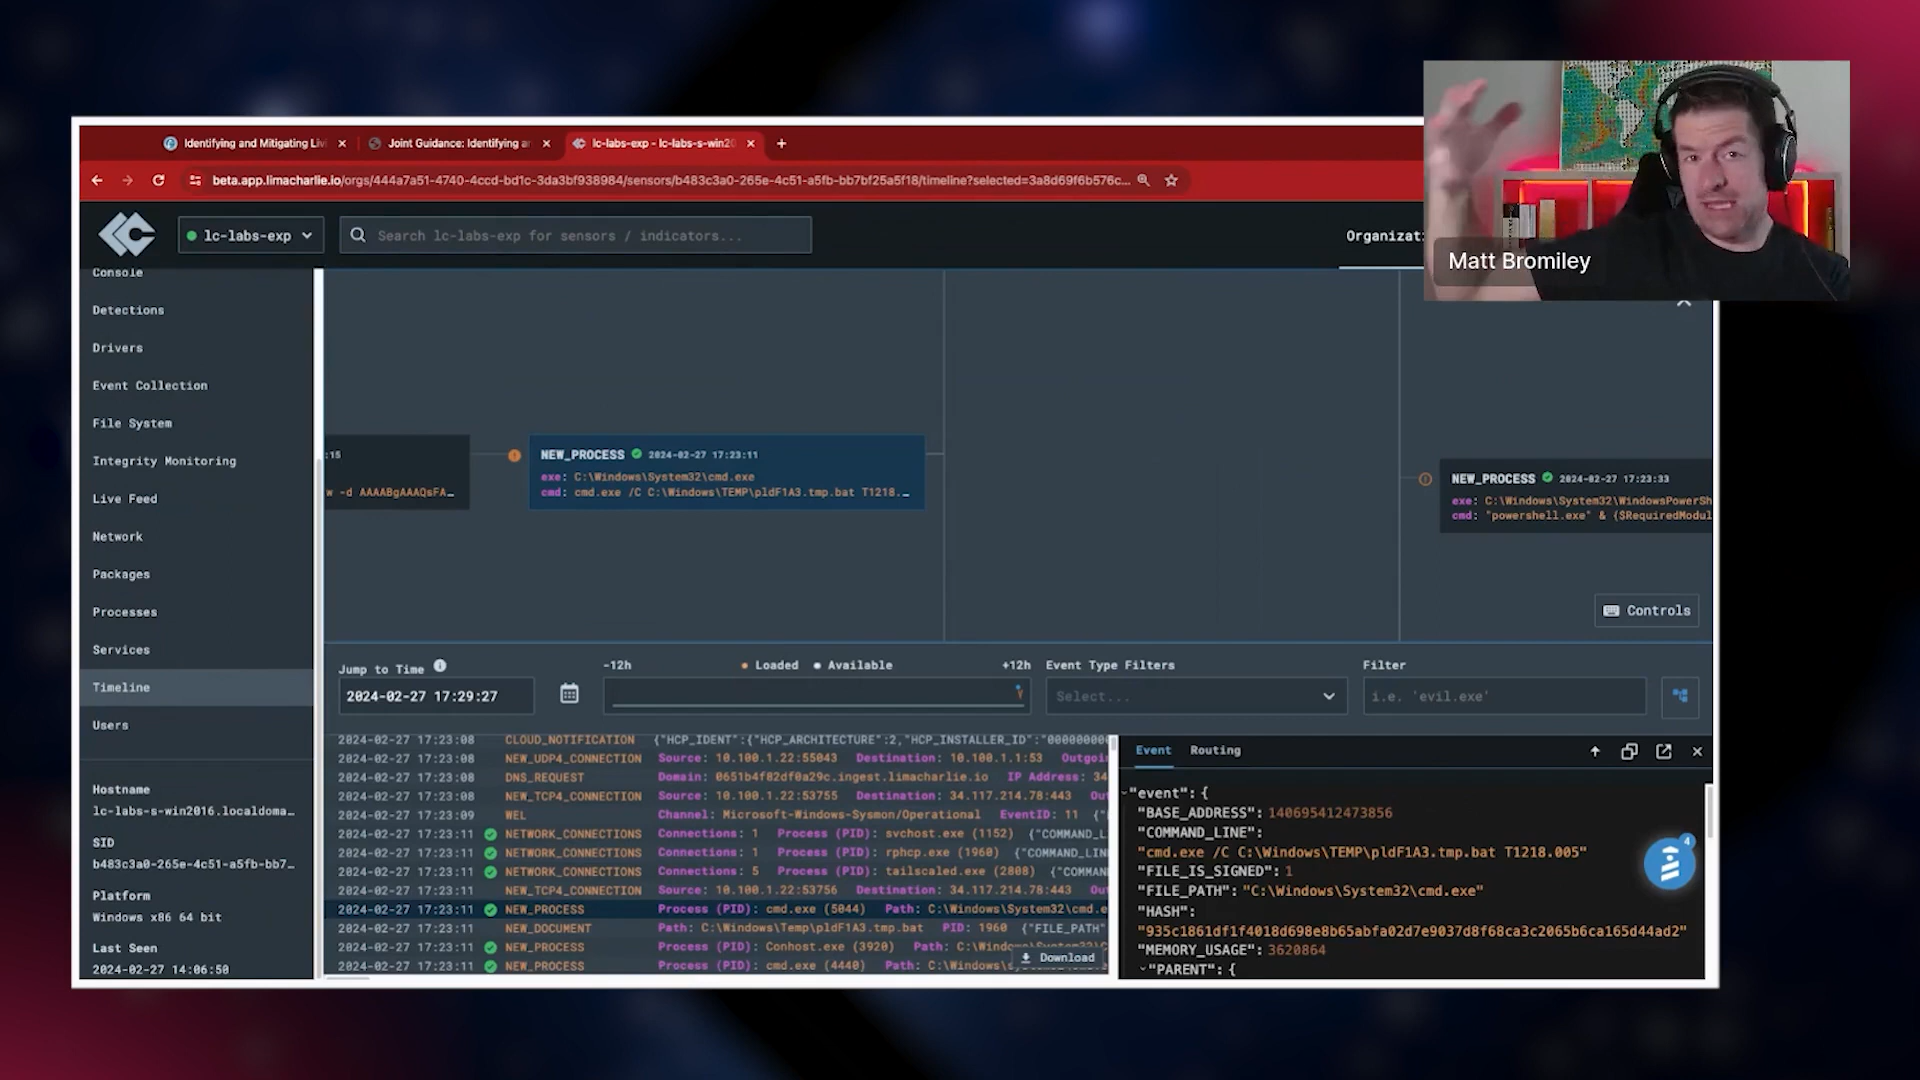 Identifying and Mitigating Livi
Joint Guidance: Identifying an
lc-labs-exp - lc-labs-s-win20
beta.app.limacharlie.io/orgs/444a7a51-4740-4ccd-bd1c-3da3bf938984/sensors/b483c3a0-265e-4c51-a5fb-bb7bf25a5f18/timeline?selected=3a8d69f6b576c...
lc-labs-exp
Search lc-labs-exp for sensors / indicators...
Organizati
Matt Bromiley
Console
Detections
Drivers
Event Collection
File System
Integrity Monitoring
Live Feed
Network
Packages
Processes
Services
Timeline
Users
Hostname
lc-labs-s-win2016.localdoma...
SID
b483c3a0-265e-4c51-a5fb-bb7...
Platform
Windows x86 64 bit
Last Seen
2024-02-27 14:06:50
:15
w -d AAAABgAAAQsFA…
NEW_PROCESS 2024-02-27 17:23:11
exe: C:\Windows\System32\cmd.exe
cmd: cmd.exe /C C:\Windows\TEMP\pldF1A3.tmp.bat T1218.…
NEW_PROCESS 2024-02-27 17:23:33
exe: C:\Windows\System32\WindowsPowerSh
cmd: "powershell.exe" & {$RequiredModul
Controls
Jump to Time
2024-02-27 17:29:27
-12h Loaded Available +12h
Event Type Filters
Select...
Filter
i.e. 'evil.exe'
2024-02-27 17:23:08 CLOUD_NOTIFICATION {"HCP_IDENT":{"HCP_ARCHITECTURE":2,"HCP_INSTALLER_ID":"000000000
2024-02-27 17:23:08 NEW_UDP4_CONNECTION Source: 10.100.1.22:55043 Destination: 10.100.1.1:53 Outgoi
2024-02-27 17:23:08 DNS_REQUEST Domain: 0651b4f82df0a29c.ingest.limacharlie.io IP Address: 34
2024-02-27 17:23:08 NEW_TCP4_CONNECTION Source: 10.100.1.22:53755 Destination: 34.117.214.78:443 Out
2024-02-27 17:23:09 WEL Channel: Microsoft-Windows-Sysmon/Operational EventID: 11 {"
2024-02-27 17:23:11 NETWORK_CONNECTIONS Connections: 1 Process (PID): svchost.exe (1152) {"COMMAND_L
2024-02-27 17:23:11 NETWORK_CONNECTIONS Connections: 1 Process (PID): rphcp.exe (1960) {"COMMAND_LIN
2024-02-27 17:23:11 NETWORK_CONNECTIONS Connections: 5 Process (PID): tailscaled.exe (2808) {"COMMAN
2024-02-27 17:23:11 NEW_TCP4_CONNECTION Source: 10.100.1.22:53756 Destination: 34.117.214.78:443 Out
2024-02-27 17:23:11 NEW_PROCESS Process (PID): cmd.exe (5044) Path: C:\Windows\System32\cmd.e
2024-02-27 17:23:11 NEW_DOCUMENT Path: C:\Windows\Temp\pldF1A3.tmp.bat PID: 1960 {"FILE_PATH"
2024-02-27 17:23:11 NEW_PROCESS Process (PID): Conhost.exe (3920) Path: C:\Windows\System32\C
2024-02-27 17:23:11 NEW_PROCESS Process (PID): cmd.exe (4440) Path: C:\Windows\s
Download
Event Routing
"event": {
"BASE_ADDRESS": 140695412473856
"COMMAND_LINE":
"cmd.exe /C C:\Windows\TEMP\pldF1A3.tmp.bat T1218.005"
"FILE_IS_SIGNED": 1
"FILE_PATH": "C:\Windows\System32\cmd.exe"
"HASH":
"935c1861df1f4018d698e8b65abfa02d7e9037d8f68ca3c2065b6ca165d44ad2"
"MEMORY_USAGE": 3620864
"PARENT": {
4